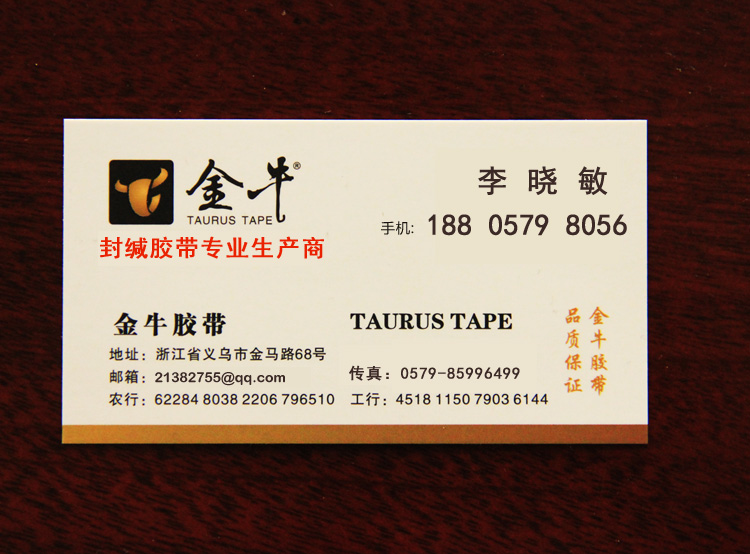 金牛®
TAURUS TAPE
封缄胶带专业生产商
李晓敏
手机: 188 0579 8056
金牛胶带
地址：浙江省义乌市金马路68号
邮箱：21382755@qq.com
农行：62284 8038 2206 796510
TAURUS TAPE
传真：0579-85996499
工行：4518 1150 7903 6144
金牛胶带
品质保证